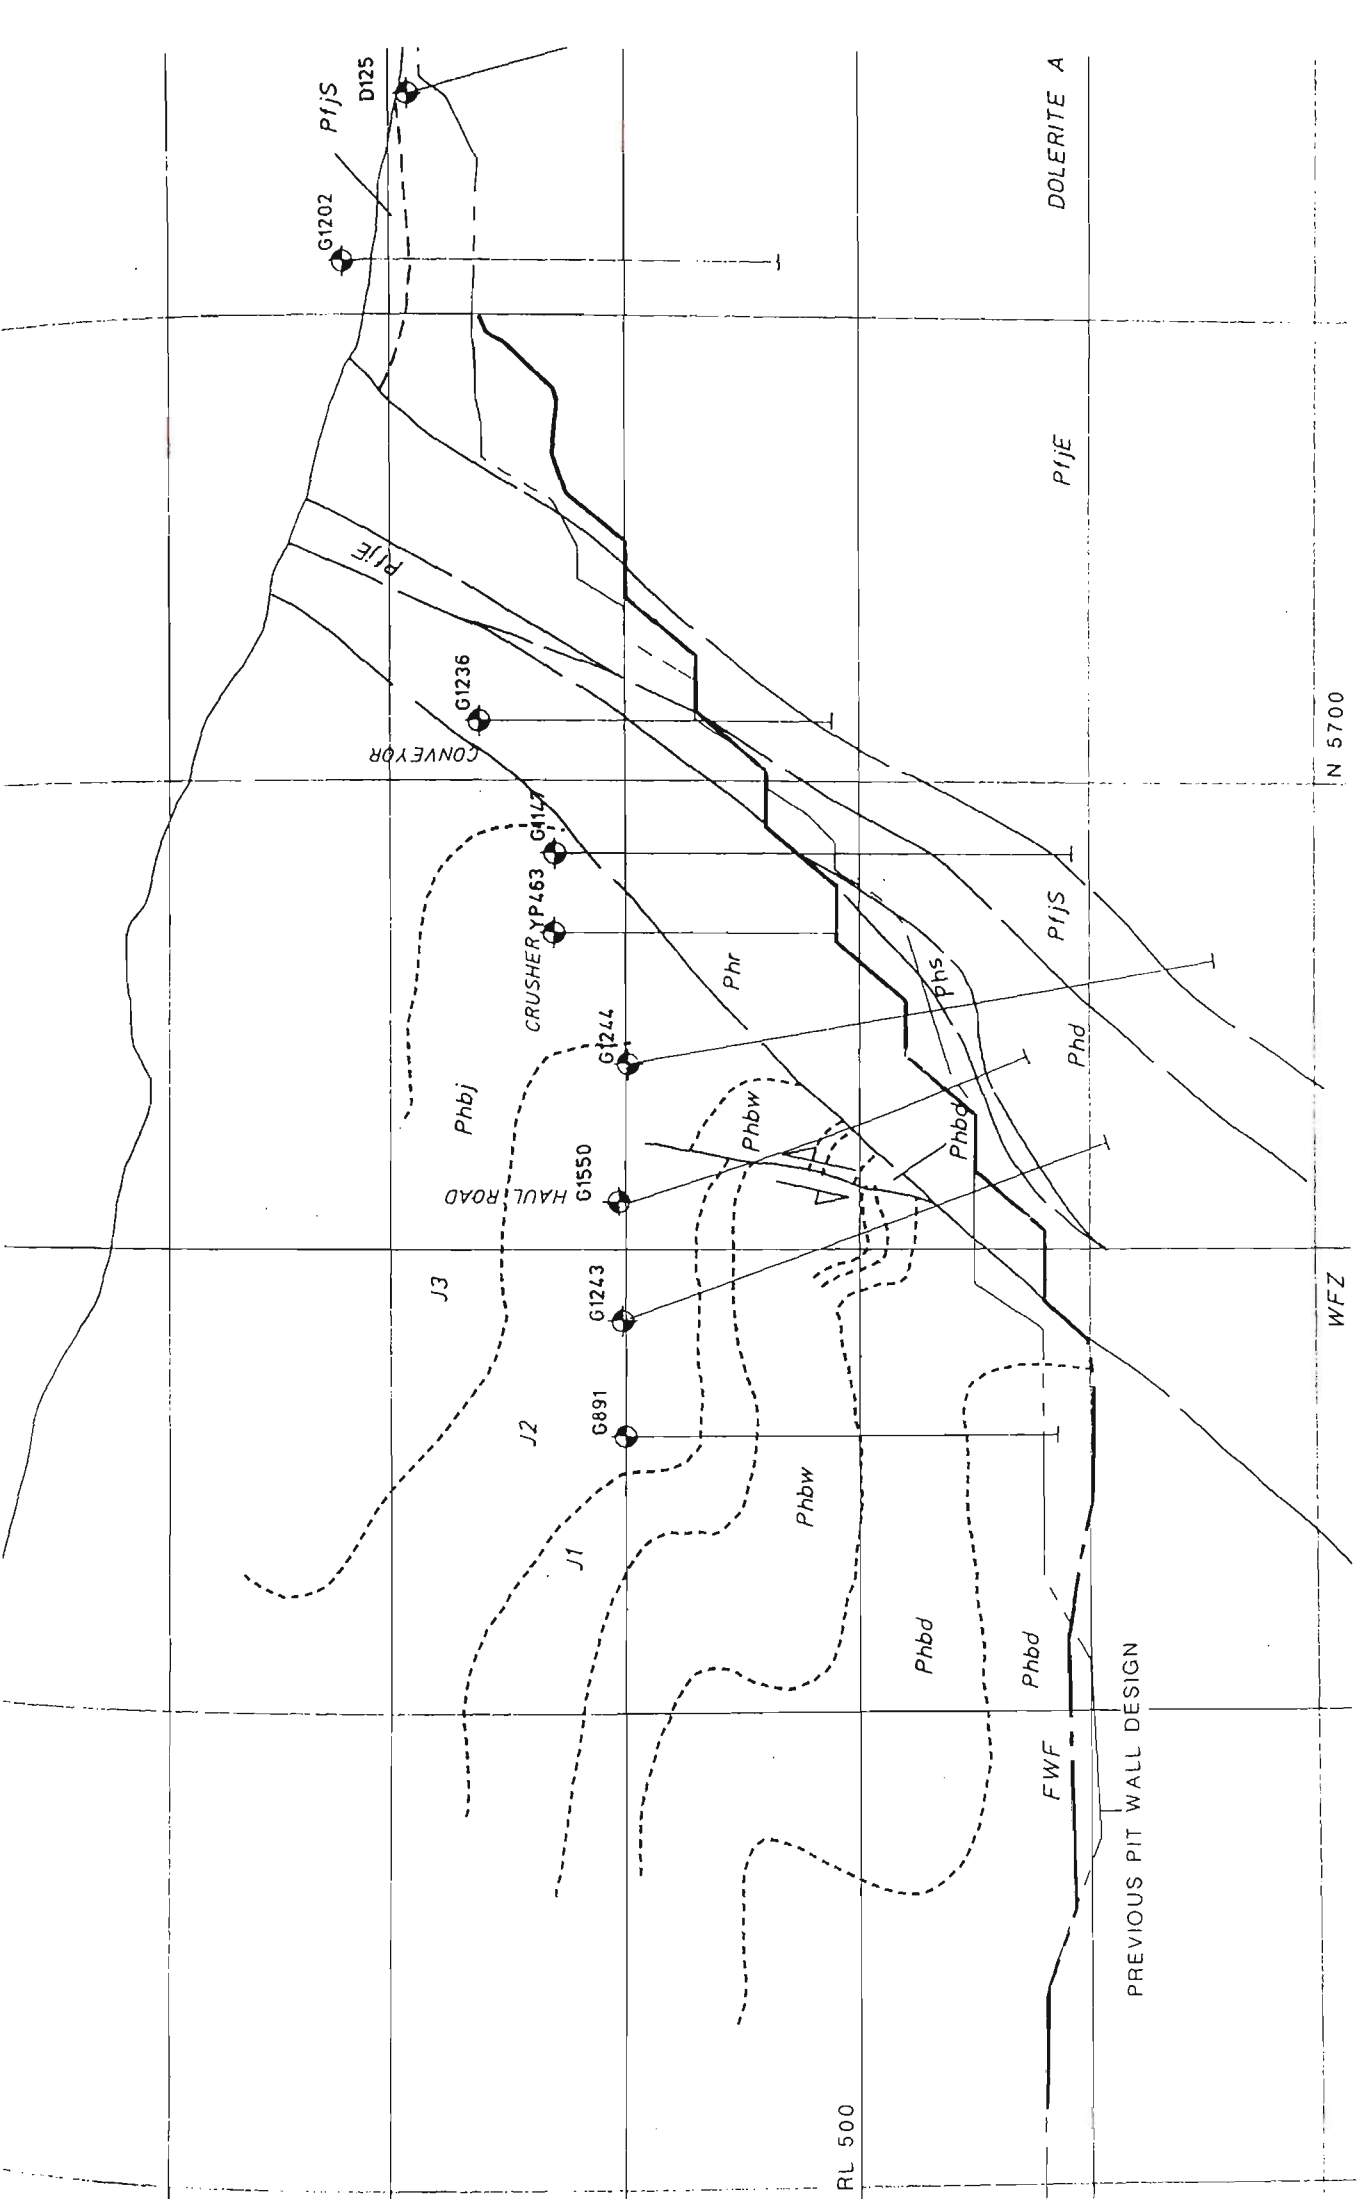 PfjS
D125
G1202
DOLERITE A
PfjE
PfjE
G1236
CONVEYOR
N 5700
G1147
YP463
CRUSHER
PfjS
Phr
Phs
G1244
Phd
Phbj
Phbw
Phbd
G1550
HAUL ROAD
J3
G1243
WFZ
J2
G891
J1
Phbw
Phbd
Phbd
FWF
PREVIOUS PIT WALL DESIGN
RL 500